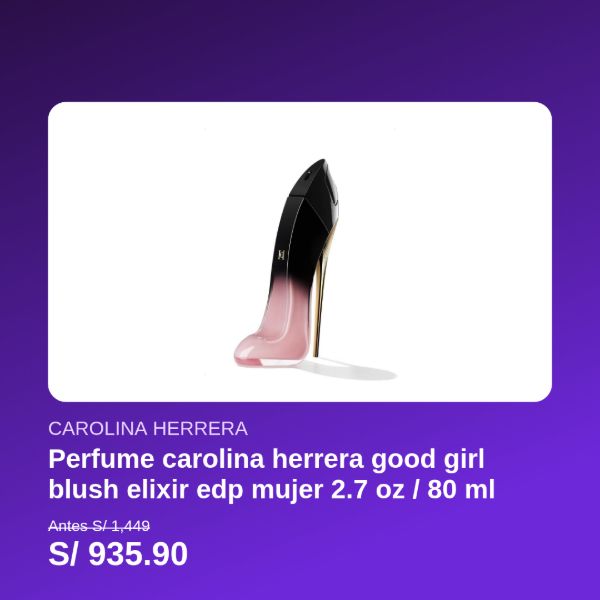 CAROLINA HERRERA
Perfume carolina herrera good girl
blush elixir edp mujer 2.7 oz / 80 ml
Antes S/ 1,449
S/ 935.90